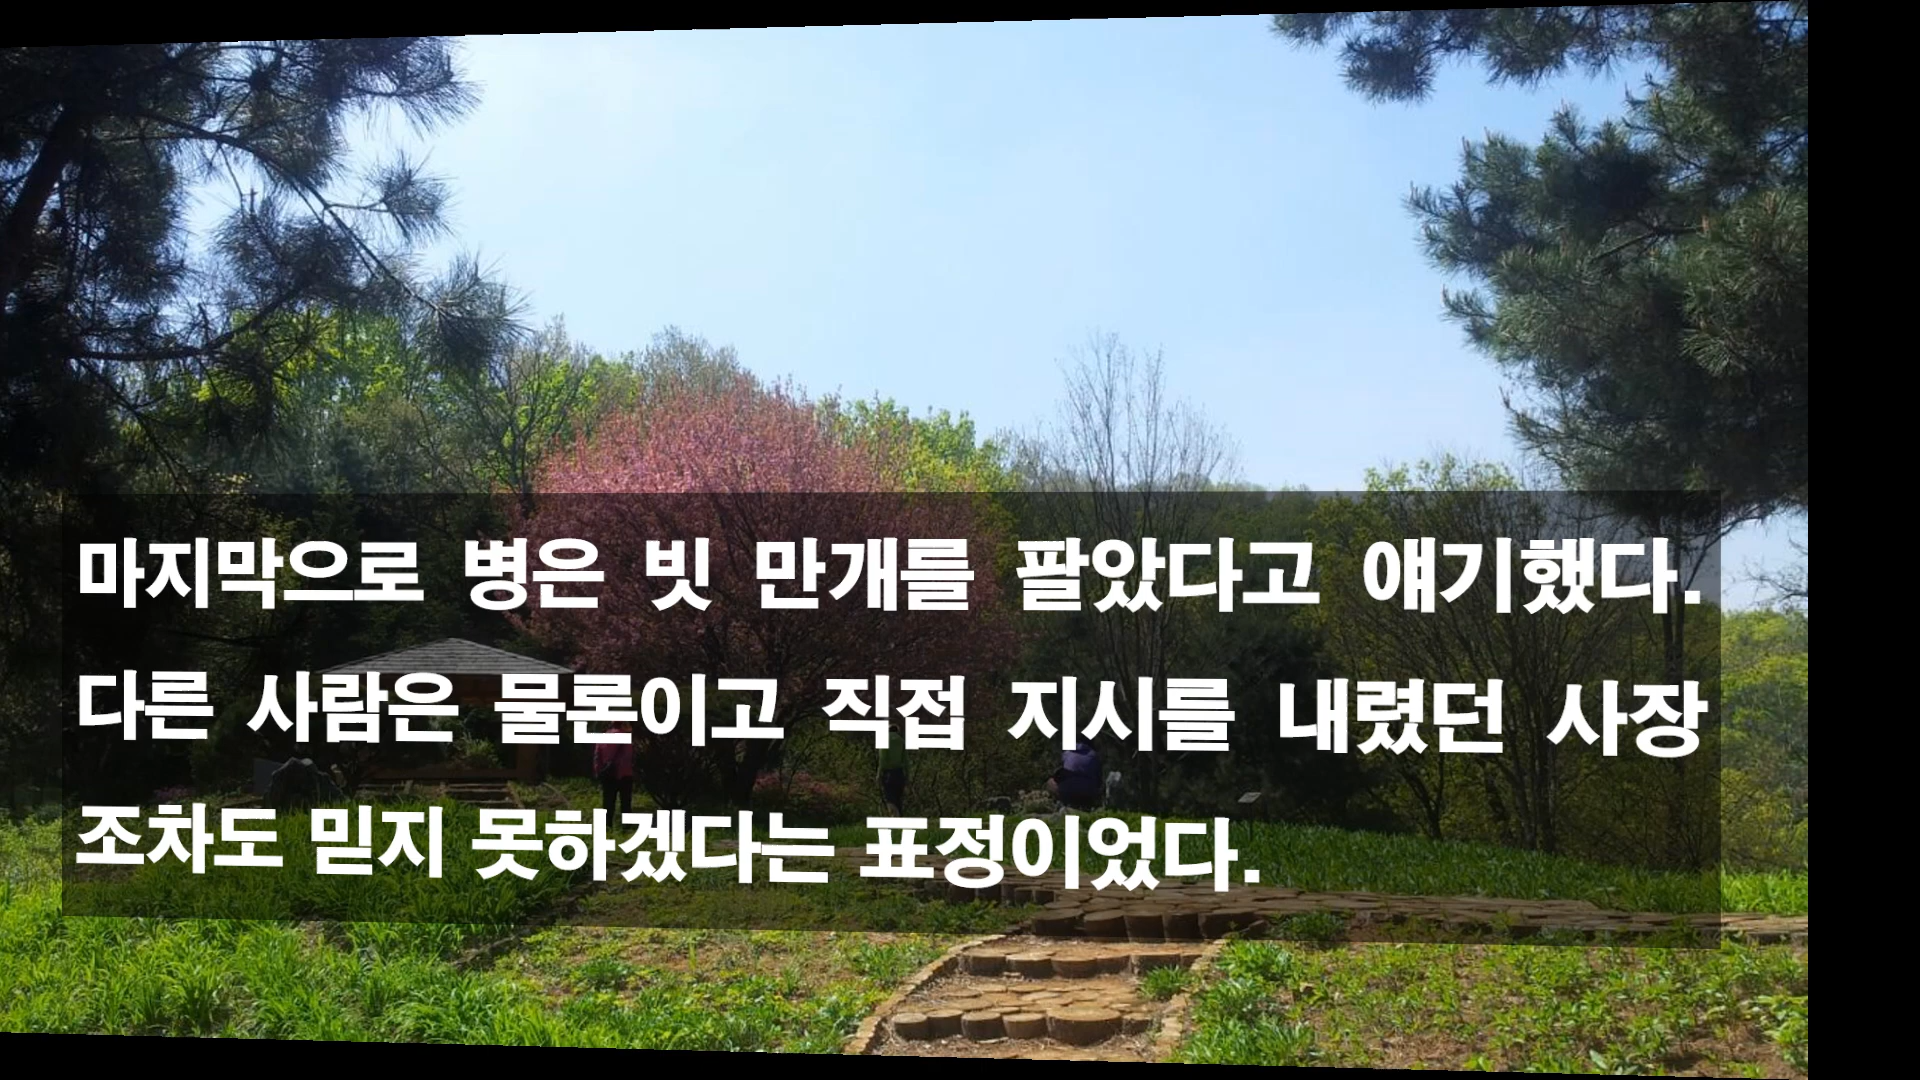 마지막으로 병은 빗 만개를 팔았다고 얘기했다.
다른 사람은 물론이고 직접 지시를 내렸던 사장
조차도 믿지 못하겠다는 표정이었다.